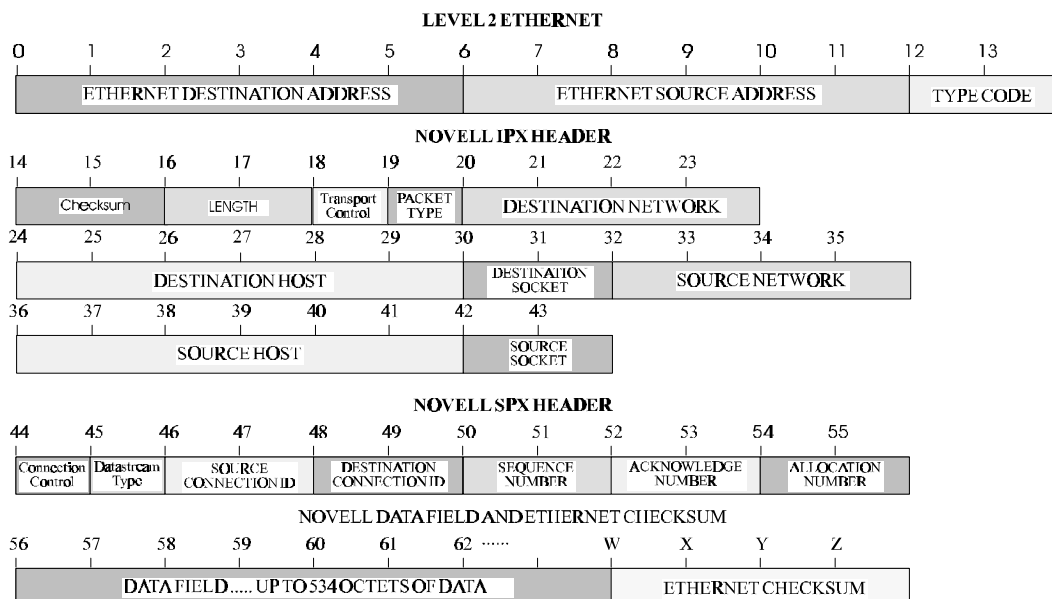 LEVEL 2 ETHERNET
0 1 2 3 4 5 6 7 8 9 10 11 12 13
ETHERNET DESTINATION ADDRESS ETHERNET SOURCE ADDRESS TYPE CODE
NOVELL IPX HEADER
14 15 16 17 18 19 20 21 22 23
Checksum LENGTH Transport Control PACKET TYPE DESTINATION NETWORK
24 25 26 27 28 29 30 31 32 33 34 35
DESTINATION HOST DESTINATION SOCKET SOURCE NETWORK
36 37 38 39 40 41 42 43
SOURCE HOST SOURCE SOCKET
NOVELL SPX HEADER
44 45 46 47 48 49 50 51 52 53 54 55
Connection Control Datastream Type SOURCE CONNECTION ID DESTINATION CONNECTION ID SEQUENCE NUMBER ACKNOWLEDGE NUMBER ALLOCATION NUMBER
NOVELL DATA FIELD AND ETHERNET CHECKSUM
56 57 58 59 60 61 62 ...... W X Y Z
DATA FIELD ..... UP TO 534 OCTETS OF DATA ETHERNET CHECKSUM